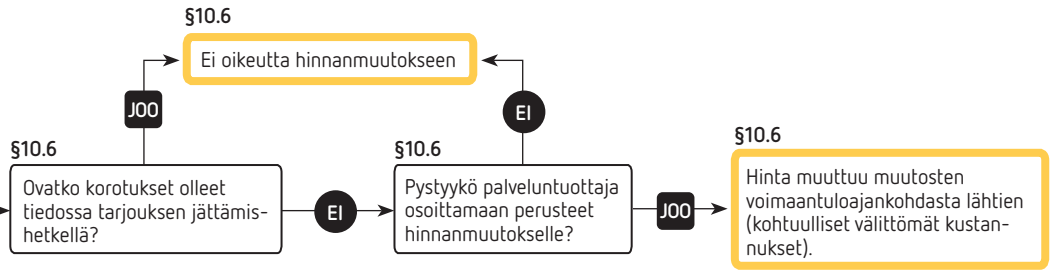 §10.6
Ei oikeutta hinnanmuutokseen
JOO
EI
§10.6
Ovatko korotukset olleet
tiedossa tarjouksen jättämis-
hetkellä?
EI
§10.6
Pystyykö palveluntuottaja
osoittamaan perusteet
hinnanmuutokselle?
JOO
§10.6
Hinta muuttuu muutosten
voimaantuloajankohdasta lähtien
(kohtuulliset välittömät kustan-
nukset).